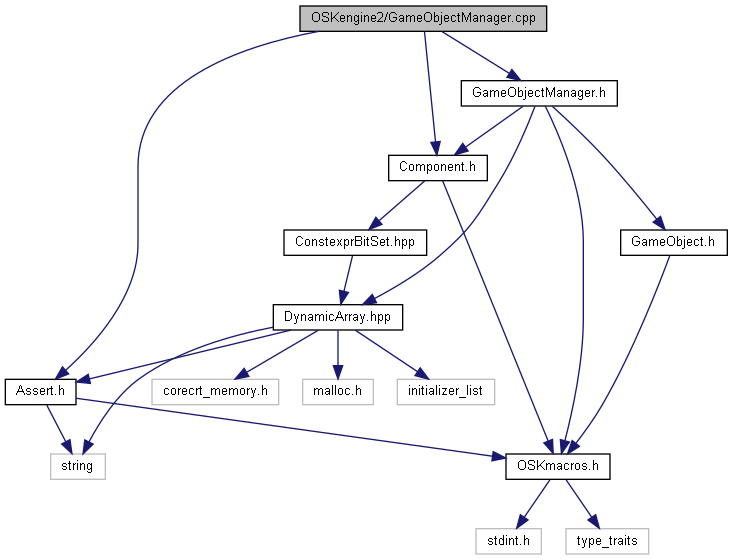 OSKengine2/GameObjectManager.cpp
GameObjectManager.h
Component.h
ConstexprBitSet.hpp
GameObject.h
DynamicArray.hpp
Assert.h
corecrt_memory.h
malloc.h
initializer_list
string
OSKmacros.h
stdint.h
type_traits